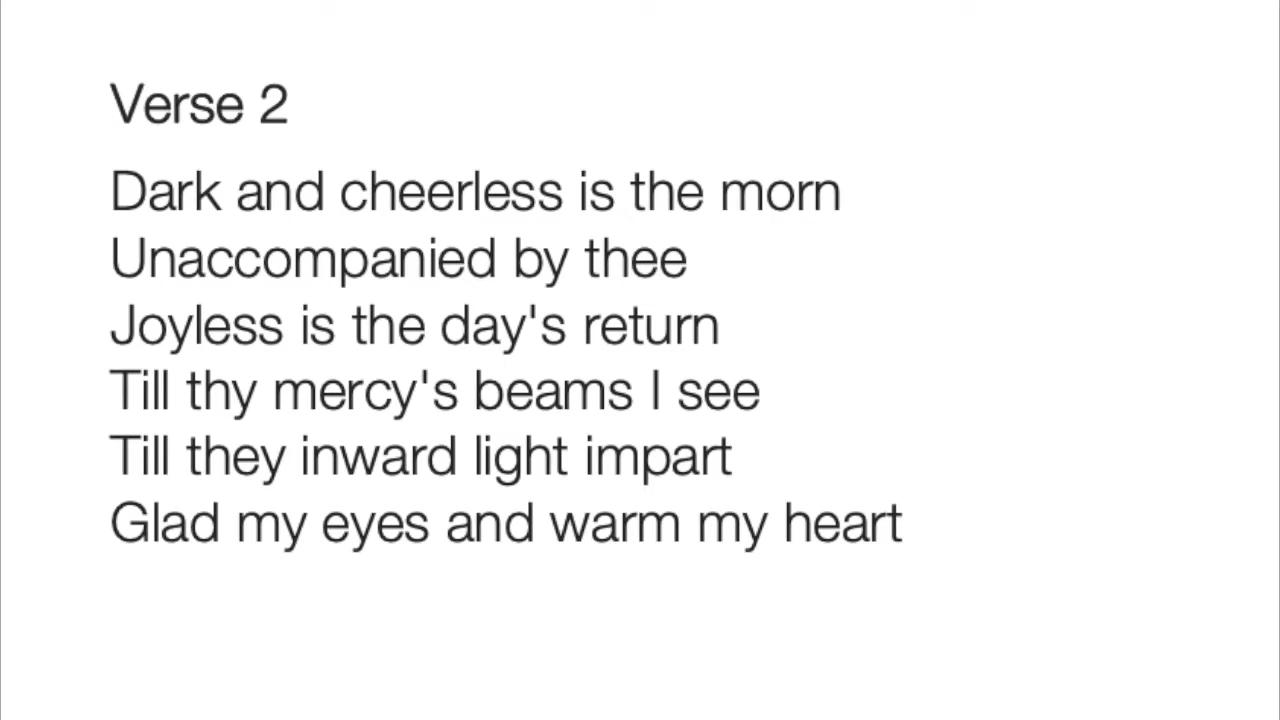 Verse 2
Dark and cheerless is the morn
Unaccompanied by thee
Joyless is the day's return
Till thy mercy's beams I see
Till they inward light impart
Glad my eyes and warm my heart